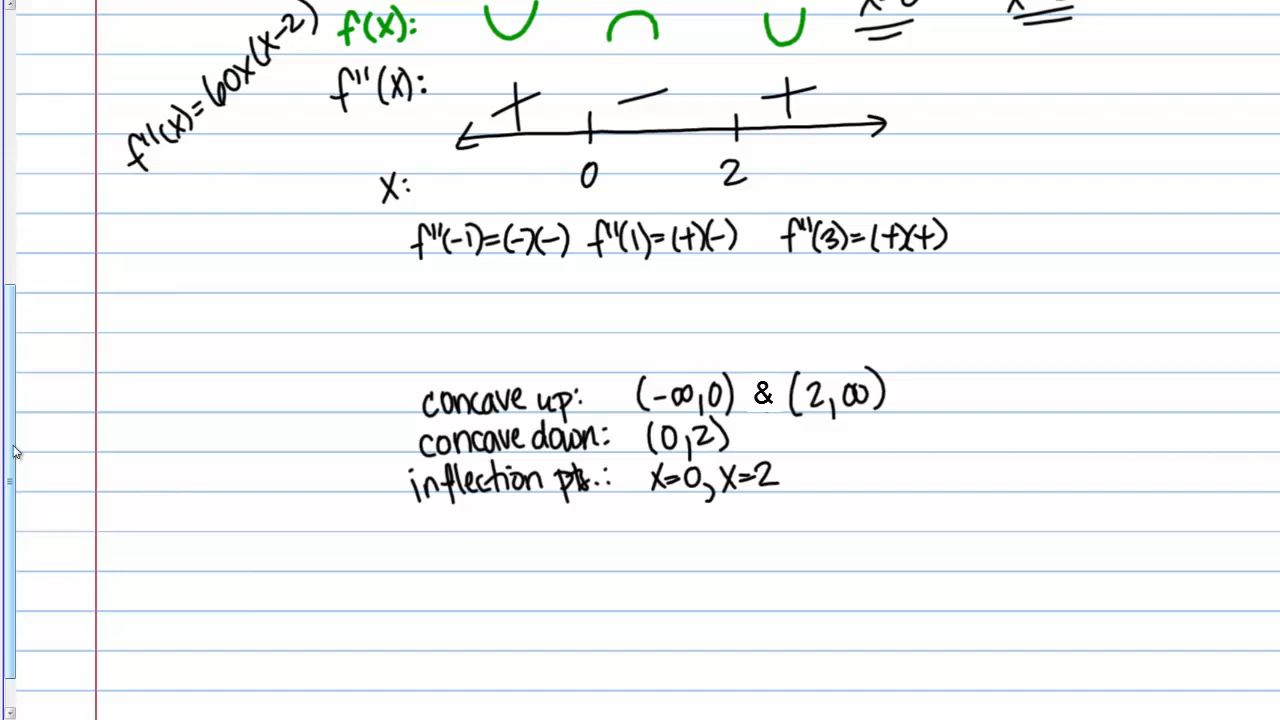 f(x):
f''(x)=60x(x-2)
f''(x): + - +
x: 0 2
f''(-1)=(-)(-) f''(1)=(+)(-) f''(3)=(+)(+)
concave up: (-∞,0) & (2,∞)
concave down: (0,2)
inflection pts.: x=0, x=2